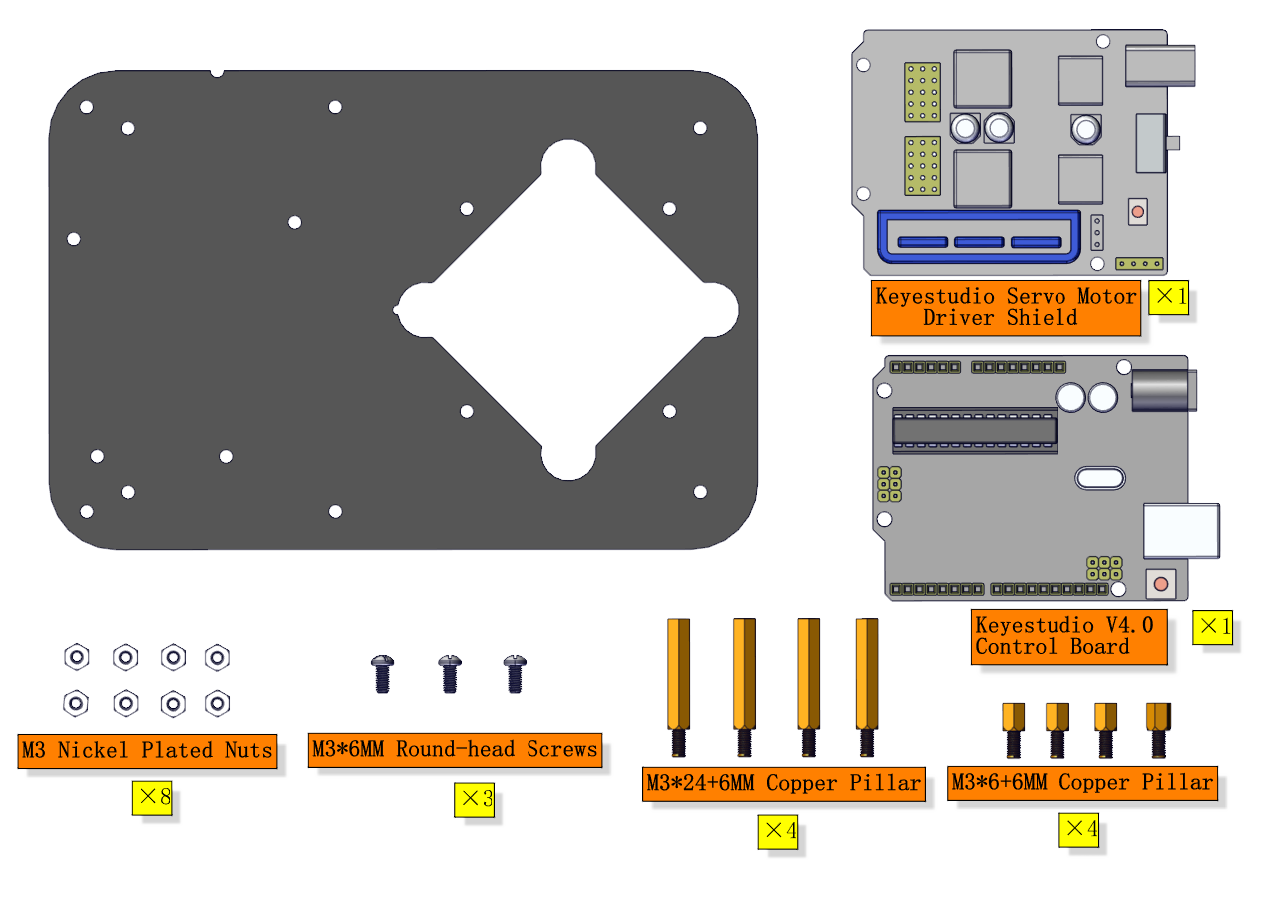 Keyestudio Servo Motor
Driver Shield
×1
Keyestudio V4.0
Control Board
×1
M3 Nickel Plated Nuts
×8
M3*6MM Round-head Screws
×3
M3*24+6MM Copper Pillar
×4
M3*6+6MM Copper Pillar
×4